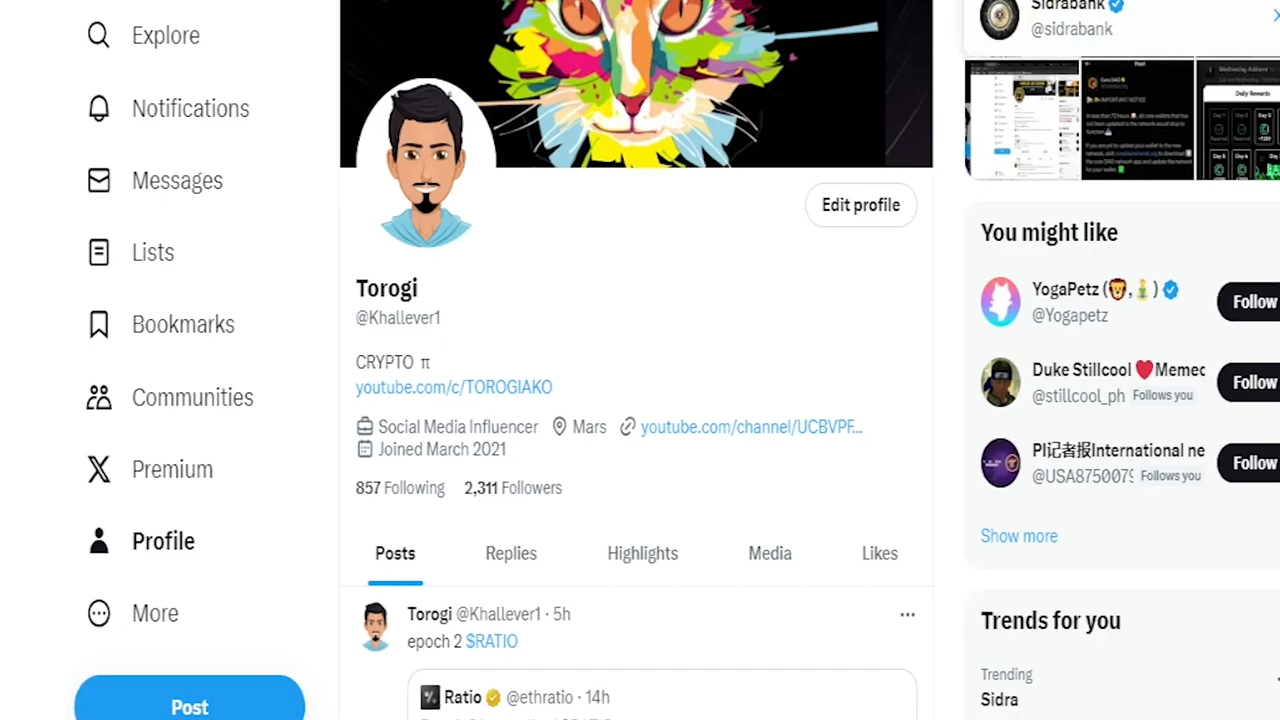 Explore
Notifications
Messages
Lists
Bookmarks
Communities
Premium
Profile
More
Post
Edit profile
Torogi
@Khallever1
CRYPTO π
youtube.com/c/TOROGIAKO
Social Media Influencer Mars youtube.com/channel/UCBVPF...
Joined March 2021
857 Following 2,311 Followers
Posts Replies Highlights Media Likes
Torogi @Khallever1 · 5h
epoch 2 $RATIO
Ratio @ethratio · 14h
Sidrabank
@sidrabank
Post
Daily Rewards
You might like
YogaPetz (🦁,🧘)
@Yogapetz
Follow
Duke Stillcool ❤️Memec
@stillcool_ph Follows you
Follow
PI记者报International ne
@USA8750079 Follows you
Follow
Show more
Trends for you
Trending
Sidra